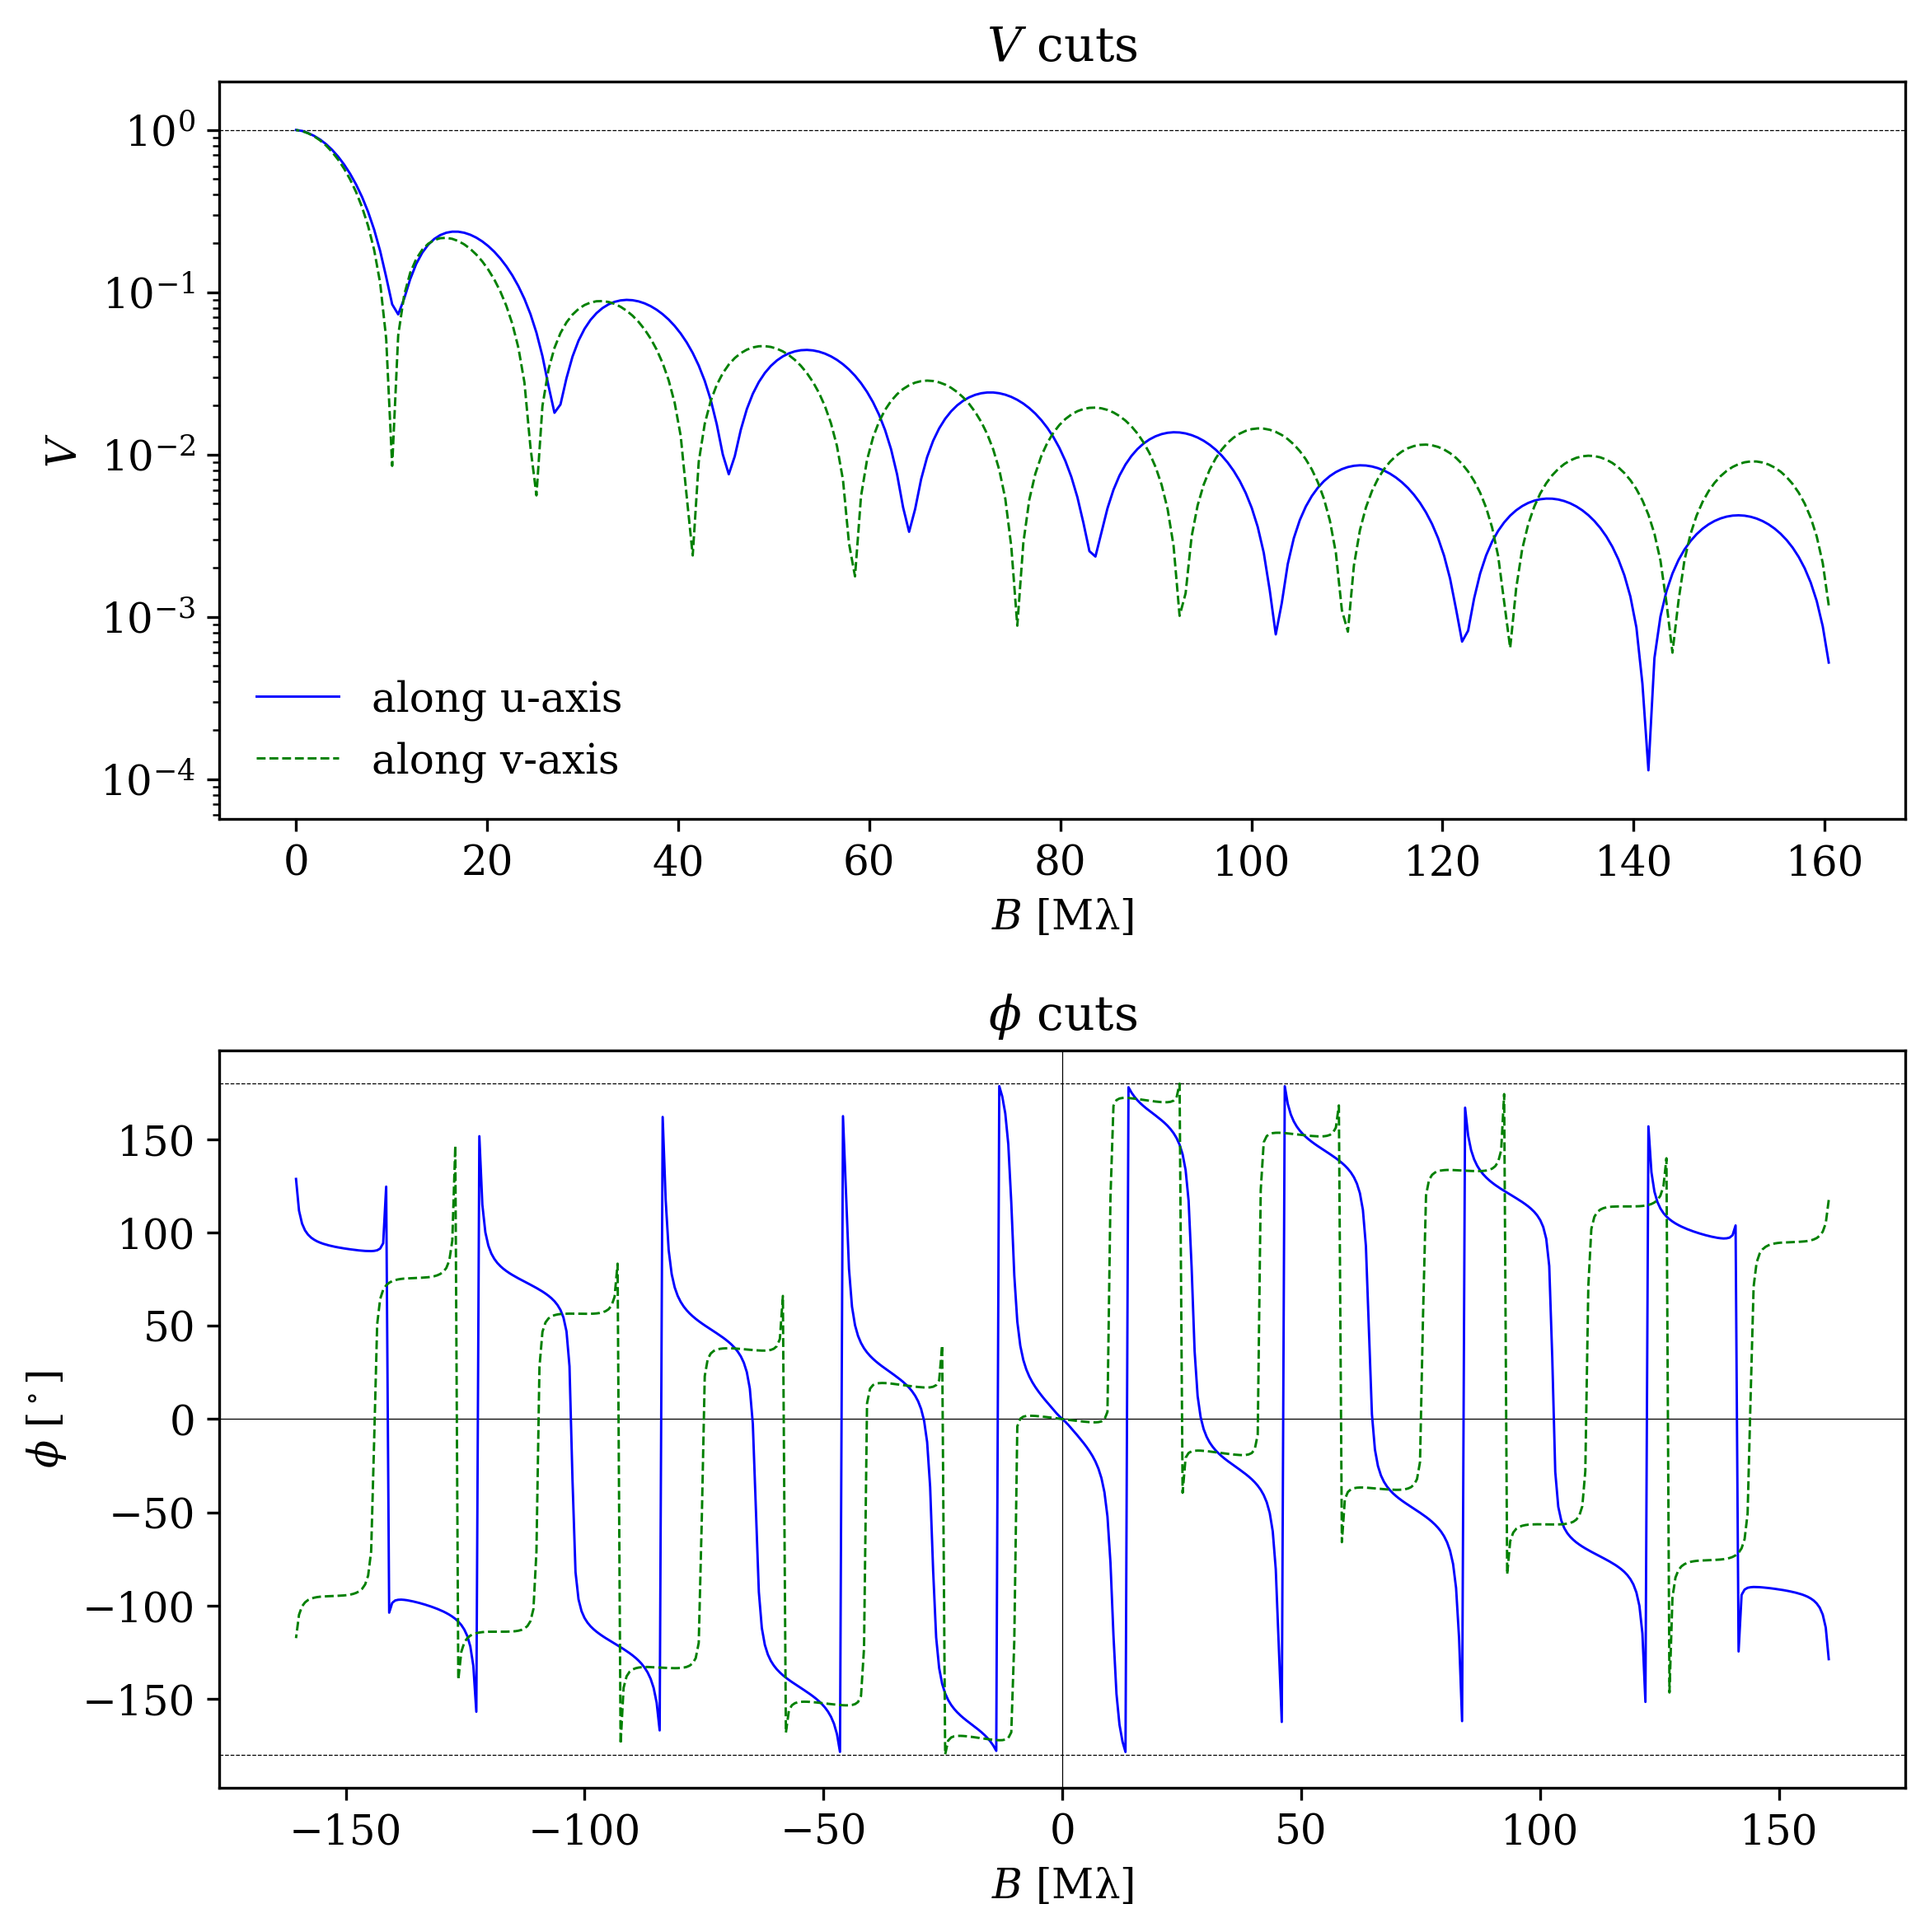 V cuts
V
10⁰
10⁻¹
10⁻²
10⁻³
10⁻⁴
along u-axis
along v-axis
0 20 40 60 80 100 120 140 160
B [Mλ]
ϕ cuts
ϕ [°]
150
100
50
0
−50
−100
−150
−150 −100 −50 0 50 100 150
B [Mλ]